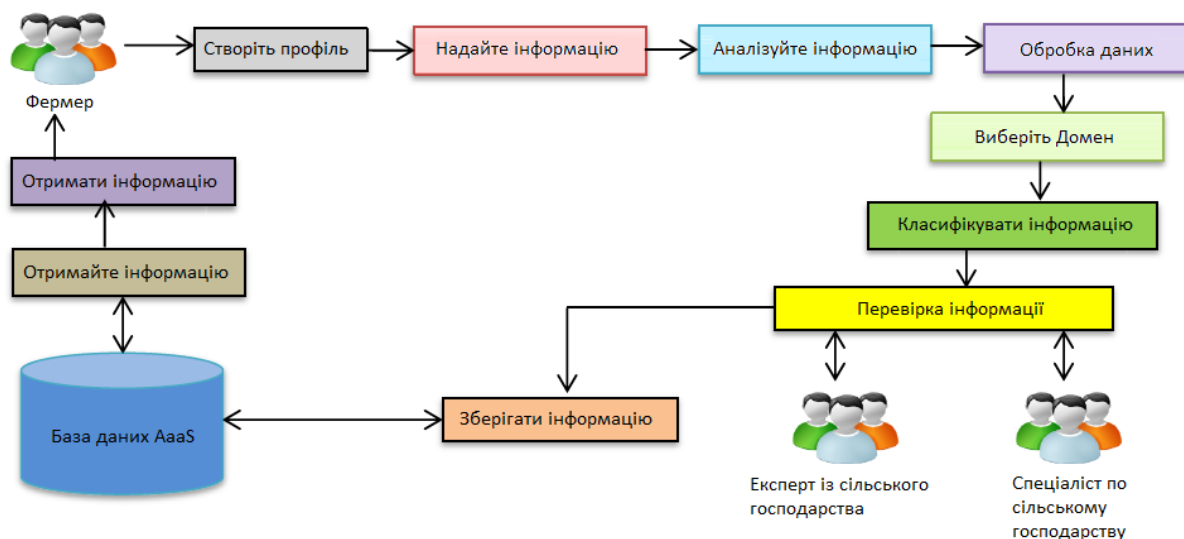 Створіть профіль
Надайте інформацію
Аналізуйте інформацію
Обробка даних
Фермер
Виберіть Домен
Отримати інформацію
Класифікувати інформацію
Отримайте інформацію
Перевірка інформації
База даних AaaS
Зберігати інформацію
Експерт із сільського
господарства
Спеціаліст по
сільському
господарству